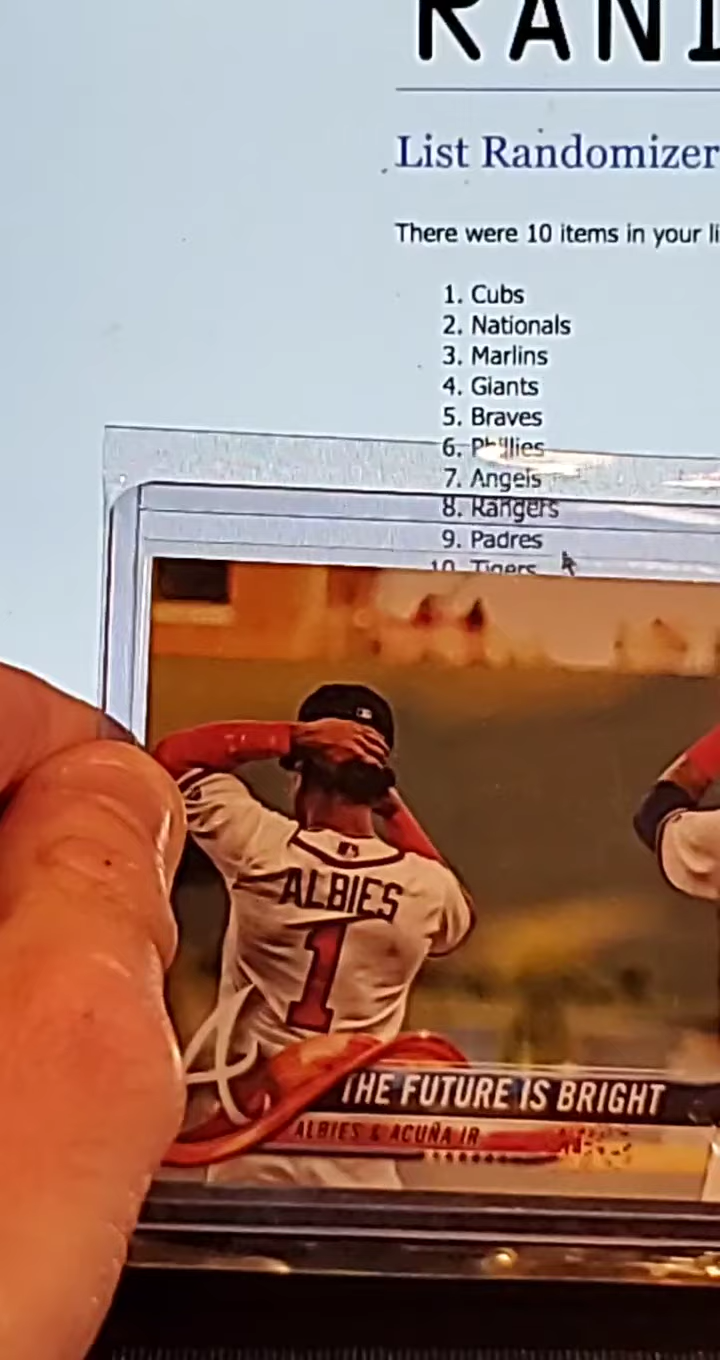 RAN
List Randomizer
There were 10 items in your li
1. Cubs
2. Nationals
3. Marlins
4. Giants
5. Braves
6. Phillies
7. Angels
8. Rangers
9. Padres
10. Tigers
ALBIES
1
THE FUTURE IS BRIGHT
ALBIES & ACUÑA JR